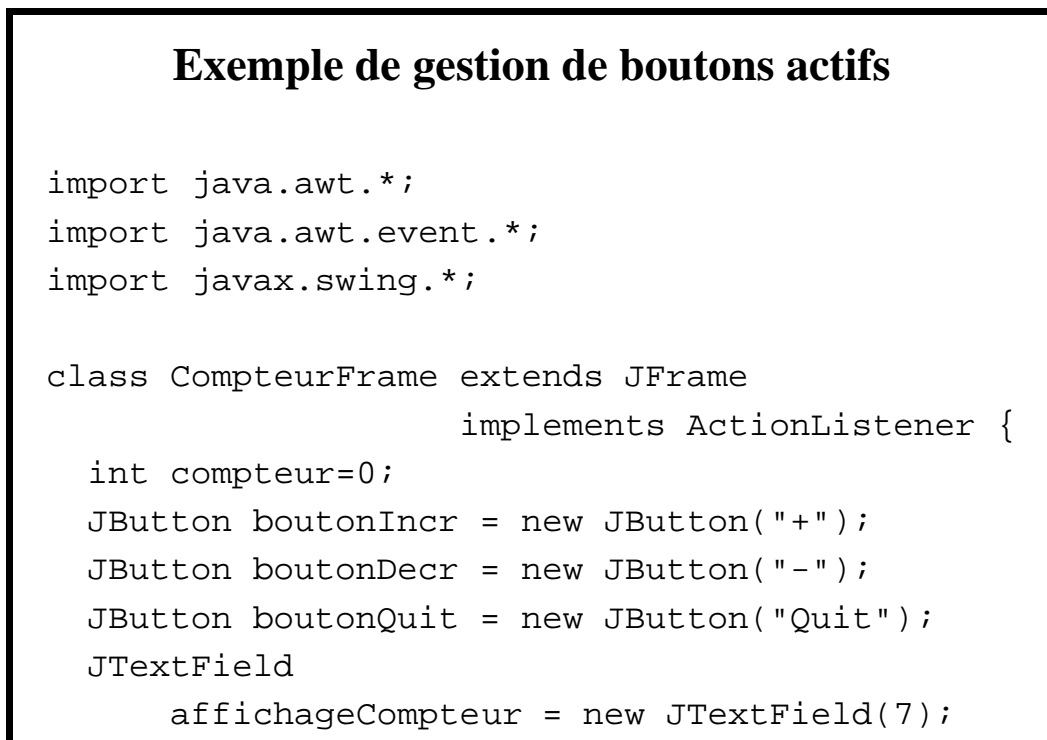 Exemple de gestion de boutons actifs
import java.awt.*;
import java.awt.event.*;
import javax.swing.*;
class CompteurFrame extends JFrame
implements ActionListener {
int compteur=0;
JButton boutonIncr = new JButton("+");
JButton boutonDecr = new JButton("-");
JButton boutonQuit = new JButton("Quit");
JTextField
affichageCompteur = new JTextField(7);